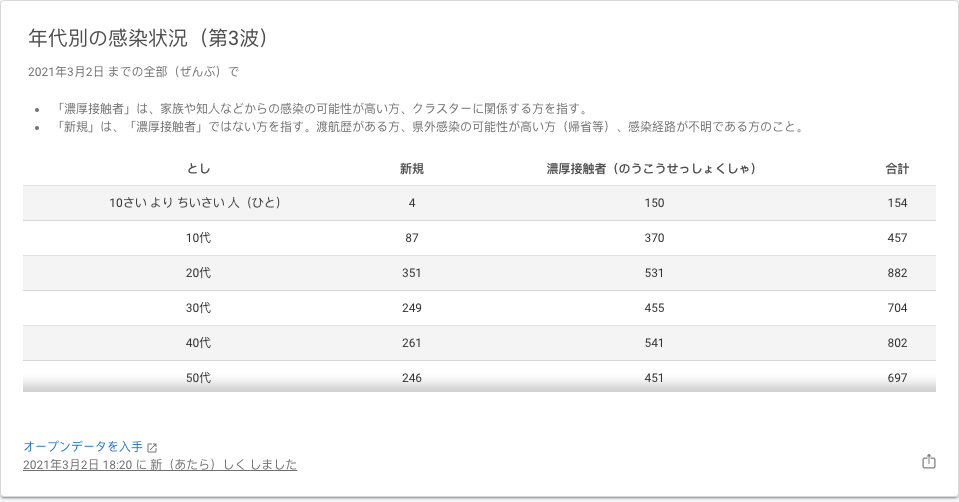 年代別の感染状況（第3波）
2021年3月2日 までの全部（ぜんぶ）で
• 「濃厚接触者」は、家族や知人などからの感染の可能性が高い方、クラスターに関係する方を指す。
• 「新規」は、「濃厚接触者」ではない方を指す。渡航歴がある方、県外感染の可能性が高い方（帰省等）、感染経路が不明である方のこと。
とし 新規 濃厚接触者（のうこうせっしょくしゃ） 合計
10さい より ちいさい 人（ひと） 4 150 154
10代 87 370 457
20代 351 531 882
30代 249 455 704
40代 261 541 802
50代 246 451 697
オープンデータを入手
2021年3月2日 18:20 に 新（あたら）しく しました